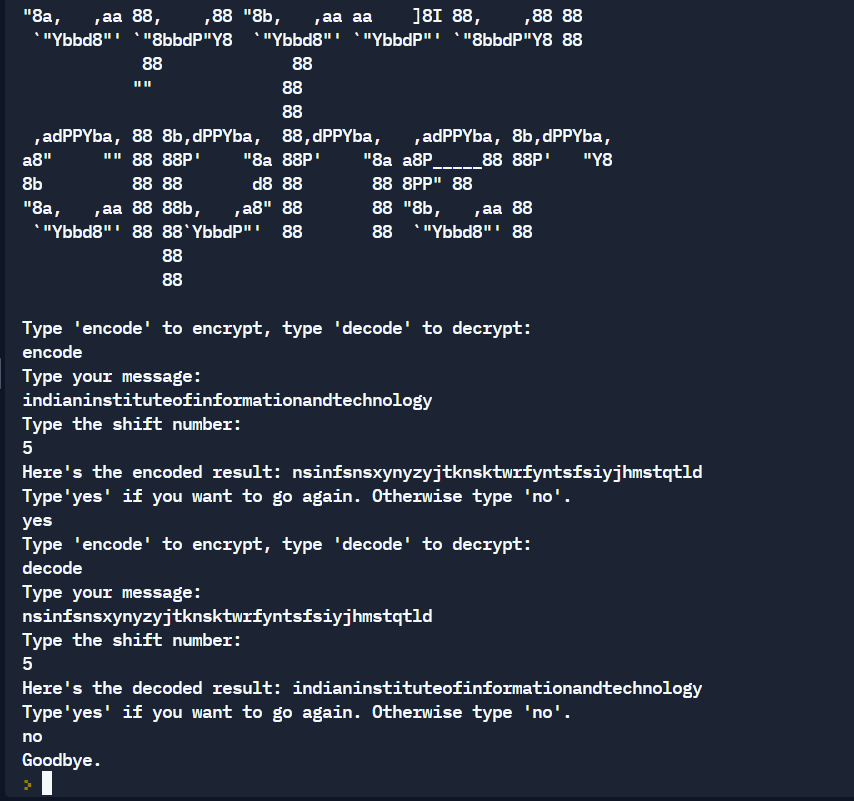 "8a,   ,aa 88,    ,88 "8b,   ,aa aa    ]8I 88,    ,88 88
 `"Ybbd8"' `"8bbdP"Y8  `"Ybbd8"' `"YbbdP"' `"8bbdP"Y8 88
            88             88
           ""             88
                          88
 ,adPPYba, 88 8b,dPPYba,  88,dPPYba,   ,adPPYba, 8b,dPPYba,
a8"     "" 88 88P'    "8a 88P'    "8a a8P_____88 88P'   "Y8
8b         88 88       d8 88       88 8PP" 88
"8a,   ,aa 88 88b,   ,a8" 88       88 "8b,   ,aa 88
 `"Ybbd8"' 88 88`YbbdP"'  88       88  `"Ybbd8"' 88
              88
              88
Type 'encode' to encrypt, type 'decode' to decrypt:
encode
Type your message:
indianinstituteofinformationandtechnology
Type the shift number:
5
Here's the encoded result: nsinfsnsxynyzyjtknsktwrfyntsfsiyjhmstqtld
Type'yes' if you want to go again. Otherwise type 'no'.
yes
Type 'encode' to encrypt, type 'decode' to decrypt:
decode
Type your message:
nsinfsnsxynyzyjtknsktwrfyntsfsiyjhmstqtld
Type the shift number:
5
Here's the decoded result: indianinstituteofinformationandtechnology
Type'yes' if you want to go again. Otherwise type 'no'.
no
Goodbye.
>